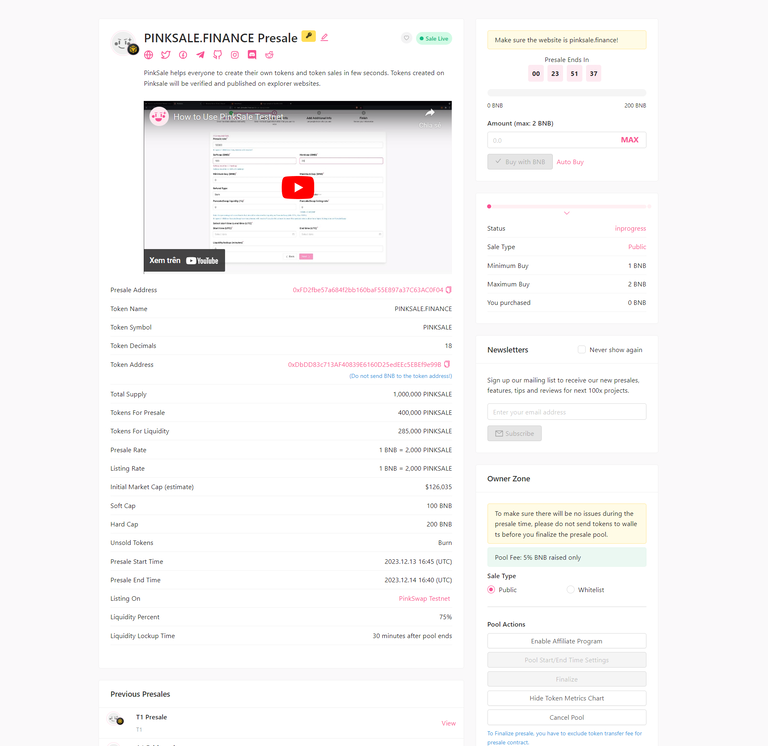 PINKSALE.FINANCE Presale
Sale Live
PinkSale helps everyone to create their own tokens and token sales in few seconds. Tokens created on
Pinksale will be verified and published on explorer websites.
How to Use PinkSale Testnet
Xem trên YouTube
Presale Address
0xFD2fbe57a684f2bb160baF55E897a37C63AC0F04
Token Name PINKSALE.FINANCE
Token Symbol PINKSALE
Token Decimals 18
Token Address
0xDbDD83c713AF40839E6160D25edEEc5E8Ef9e99B
(Do not send BNB to the token address!)
Total Supply 1,000,000 PINKSALE
Tokens For Presale 400,000 PINKSALE
Tokens For Liquidity 285,000 PINKSALE
Presale Rate 1 BNB = 2,000 PINKSALE
Listing Rate 1 BNB = 2,000 PINKSALE
Initial Market Cap (estimate) $126,035
Soft Cap 100 BNB
Hard Cap 200 BNB
Unsold Tokens Burn
Presale Start Time 2023.12.13 16:45 (UTC)
Presale End Time 2023.12.14 16:40 (UTC)
Listing On PinkSwap Testnet
Liquidity Percent 75%
Liquidity Lockup Time 30 minutes after pool ends
Previous Presales
T1 Presale
T1
View
Make sure the website is pinksale.finance!
Presale Ends In
00 23 51 37
0 BNB 200 BNB
Amount (max: 2 BNB)
0.0 MAX
Buy with BNB Auto Buy
Status inprogress
Sale Type Public
Minimum Buy 1 BNB
Maximum Buy 2 BNB
You purchased 0 BNB
Newsletters Never show again
Sign up our mailing list to receive our new presales,
features, tips and reviews for next 100x projects.
Enter your email address
Subscribe
Owner Zone
To make sure there will be no issues during the
presale time, please do not send tokens to walle
ts before you finalize the presale pool.
Pool Fee: 5% BNB raised only
Sale Type
Public Whitelist
Pool Actions
Enable Affiliate Program
Pool Start/End Time Settings
Finalize
Hide Token Metrics Chart
Cancel Pool
To Finalize presale, you have to exclude token transfer fee for
presale contract.